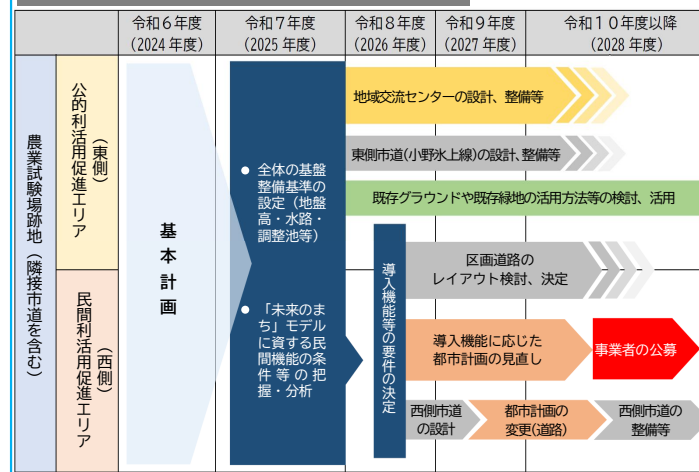 令和６年度
（2024 年度）
令和７年度
（2025 年度）
令和８年度
（2026 年度）
令和９年度
（2027 年度）
令和１０年度以降
（2028 年度）
農業試験場跡地（隣接市道を含む）
公的利活用促進エリア
（東側）
民間利活用促進エリア
（西側）
基本計画
● 全体の基盤
整備基準の
設定（地盤
高・水路・
調整池等）
● 「未来のま
ち」モデル
に資する民
間機能の条
件等の把
握・分析
地域交流センターの設計、整備等
東側市道（小野氷上線）の設計、整備等
既存グラウンドや既存緑地の活用方法等の検討、活用
導入機能等の要件の決定
区画道路の
レイアウト検討、決定
導入機能に応じた
都市計画の見直し
事業者の公募
西側市道
の設計
都市計画の
変更（道路）
西側市道の
整備等